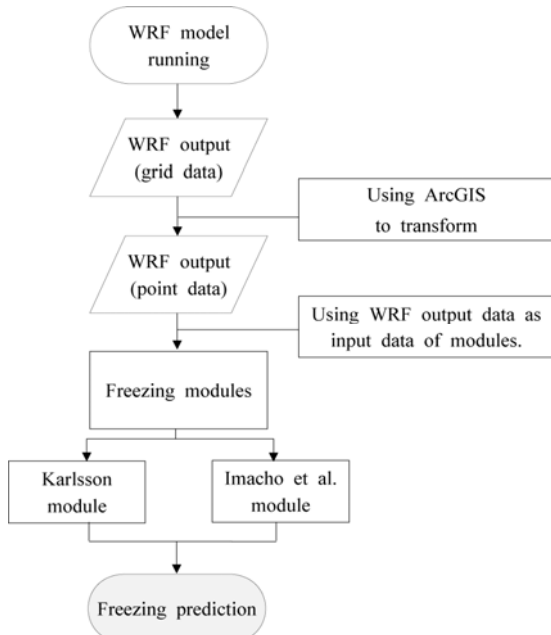 WRF model
running
WRF output
(grid data)
Using ArcGIS
to transform
WRF output
(point data)
Using WRF output data as
input data of modules.
Freezing modules
Karlsson
module
Imacho et al.
module
Freezing prediction